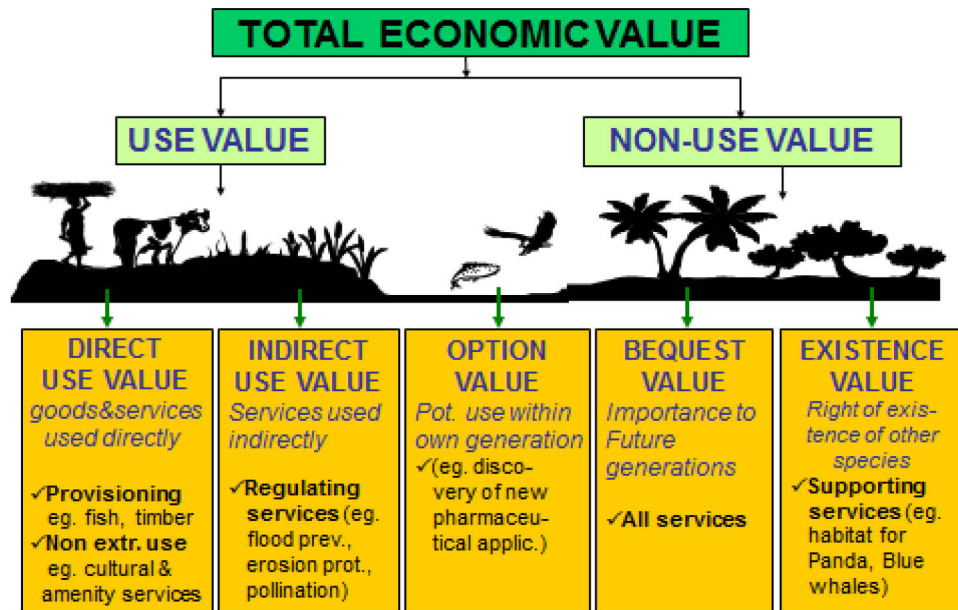 TOTAL ECONOMIC VALUE
USE VALUE
NON-USE VALUE
DIRECT
USE VALUE
goods&services
used directly
✓Provisioning
eg. fish, timber
✓Non extr. use
eg. cultural &
amenity services
INDIRECT
USE VALUE
Services used
indirectly
✓Regulating
services (eg.
flood prev.,
erosion prot.,
pollination)
OPTION
VALUE
Pot. use within
own generation
✓(eg. disco-
very of new
pharmaceu-
tical applic.)
BEQUEST
VALUE
Importance to
Future
generations
✓All services
EXISTENCE
VALUE
Right of exis-
tence of other
species
✓Supporting
services (eg.
habitat for
Panda, Blue
whales)